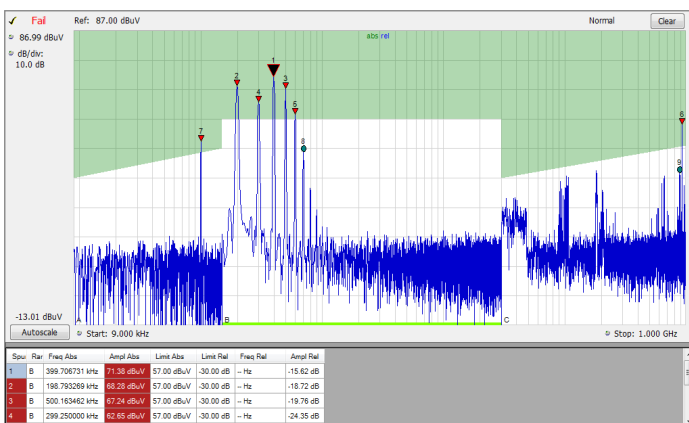 ✓ Fail Ref: 87.00 dBuV Normal Clear
86.99 dBuV
abs rel
dB/div:
10.0 dB
1
2
3
4
5
6
7
8
9
-13.01 dBuV
A B C
Autoscale Start: 9.000 kHz Stop: 1.000 GHz
Spu Rar Freq Abs Ampl Abs Limit Abs Limit Rel Freq Rel Ampl Rel
1 B 399.706731 kHz 71.38 dBuV 57.00 dBuV -30.00 dB -- Hz -15.62 dB
2 B 198.793269 kHz 68.28 dBuV 57.00 dBuV -30.00 dB -- Hz -18.72 dB
3 B 500.163462 kHz 67.24 dBuV 57.00 dBuV -30.00 dB -- Hz -19.76 dB
4 B 299.250000 kHz 62.65 dBuV 57.00 dBuV -30.00 dB -- Hz -24.35 dB